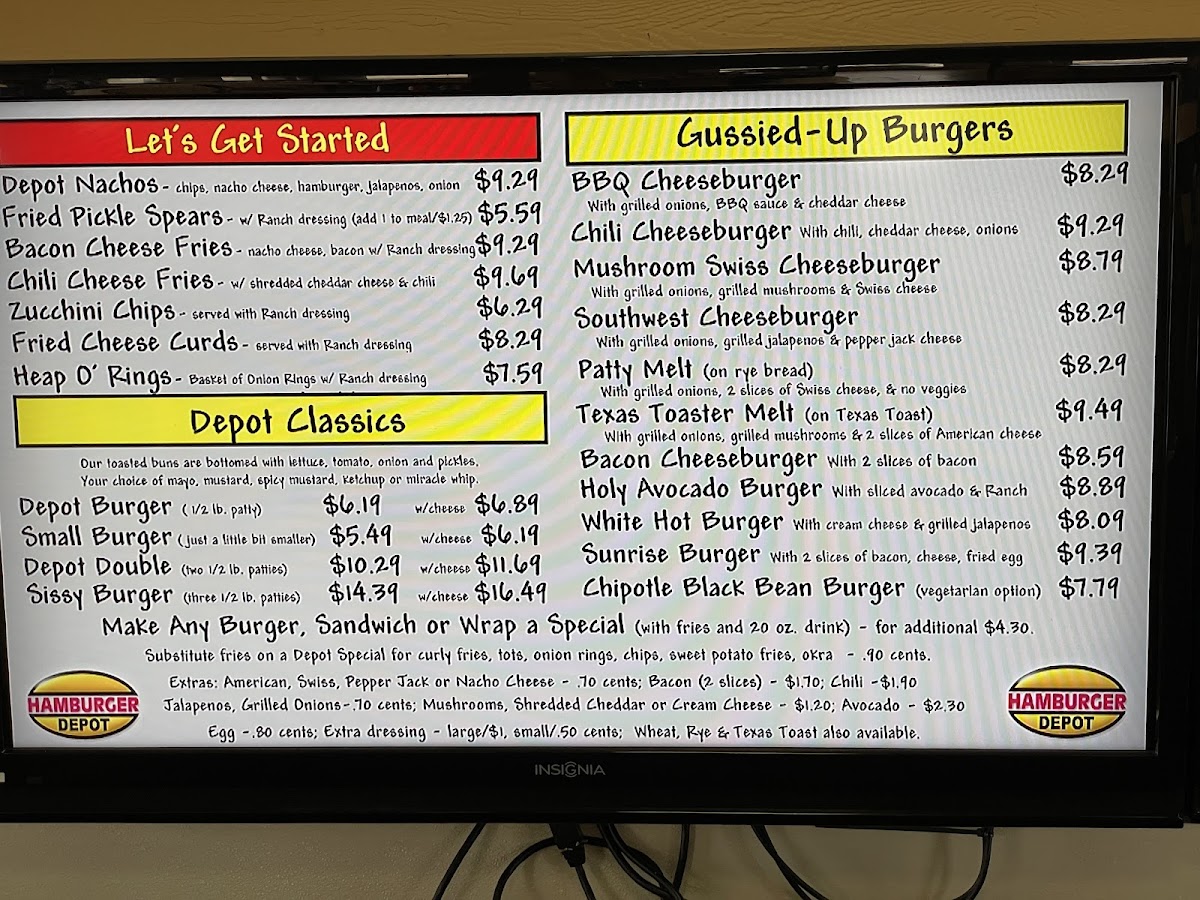 Let's Get Started
Depot Nachos - chips, nacho cheese, hamburger, jalapenos, onion $9.29
Fried Pickle Spears - w/ Ranch dressing (add 1 to meal/$1.25) $5.59
Bacon Cheese Fries - nacho cheese, bacon w/ Ranch dressing $9.29
Chili Cheese Fries - w/ shredded cheddar cheese & chili $9.69
Zucchini Chips - served with Ranch dressing $6.29
Fried Cheese Curds - served with Ranch dressing $8.29
Heap O' Rings - Basket of Onion Rings w/ Ranch dressing $7.59
Depot Classics
Our toasted buns are bottomed with lettuce, tomato, onion and pickles.
Your choice of mayo, mustard, spicy mustard, ketchup or miracle whip.
Depot Burger ( 1/2 lb. patty) $6.19 w/cheese $6.89
Small Burger (just a little bit smaller) $5.49 w/cheese $6.19
Depot Double (two 1/2 lb. patties) $10.29 w/cheese $11.69
Sissy Burger (three 1/2 lb. patties) $14.39 w/cheese $16.49
Gussied-Up Burgers
BBQ Cheeseburger $8.29
With grilled onions, BBQ sauce & cheddar cheese
Chili Cheeseburger With chili, cheddar cheese, onions $9.29
Mushroom Swiss Cheeseburger $8.79
With grilled onions, grilled mushrooms & Swiss cheese
Southwest Cheeseburger $8.29
With grilled onions, grilled jalapenos & pepper jack cheese
Patty Melt (on rye bread) $8.29
With grilled onions, 2 slices of Swiss cheese, & no veggies
Texas Toaster Melt (on Texas Toast) $9.49
With grilled onions, grilled mushrooms & 2 slices of American cheese
Bacon Cheeseburger With 2 slices of bacon $8.59
Holy Avocado Burger With sliced avocado & Ranch $8.89
White Hot Burger With cream cheese & grilled jalapenos $8.09
Sunrise Burger With 2 slices of bacon, cheese, fried egg $9.39
Chipotle Black Bean Burger (vegetarian option) $7.79
Make Any Burger, Sandwich or Wrap a Special (with fries and 20 oz. drink) - for additional $4.30.
Substitute fries on a Depot Special for curly fries, tots, onion rings, chips, sweet potato fries, okra - .90 cents.
Extras: American, Swiss, Pepper Jack or Nacho Cheese - .70 cents; Bacon (2 slices) - $1.70; Chili -$1.90
Jalapenos, Grilled Onions-.70 cents; Mushrooms, Shredded Cheddar or Cream Cheese - $1.20; Avocado - $2.30
Egg -.80 cents; Extra dressing - large/$1, small/.50 cents; Wheat, Rye & Texas Toast also available.
HAMBURGER
DEPOT
HAMBURGER
DEPOT
INSIGNIA